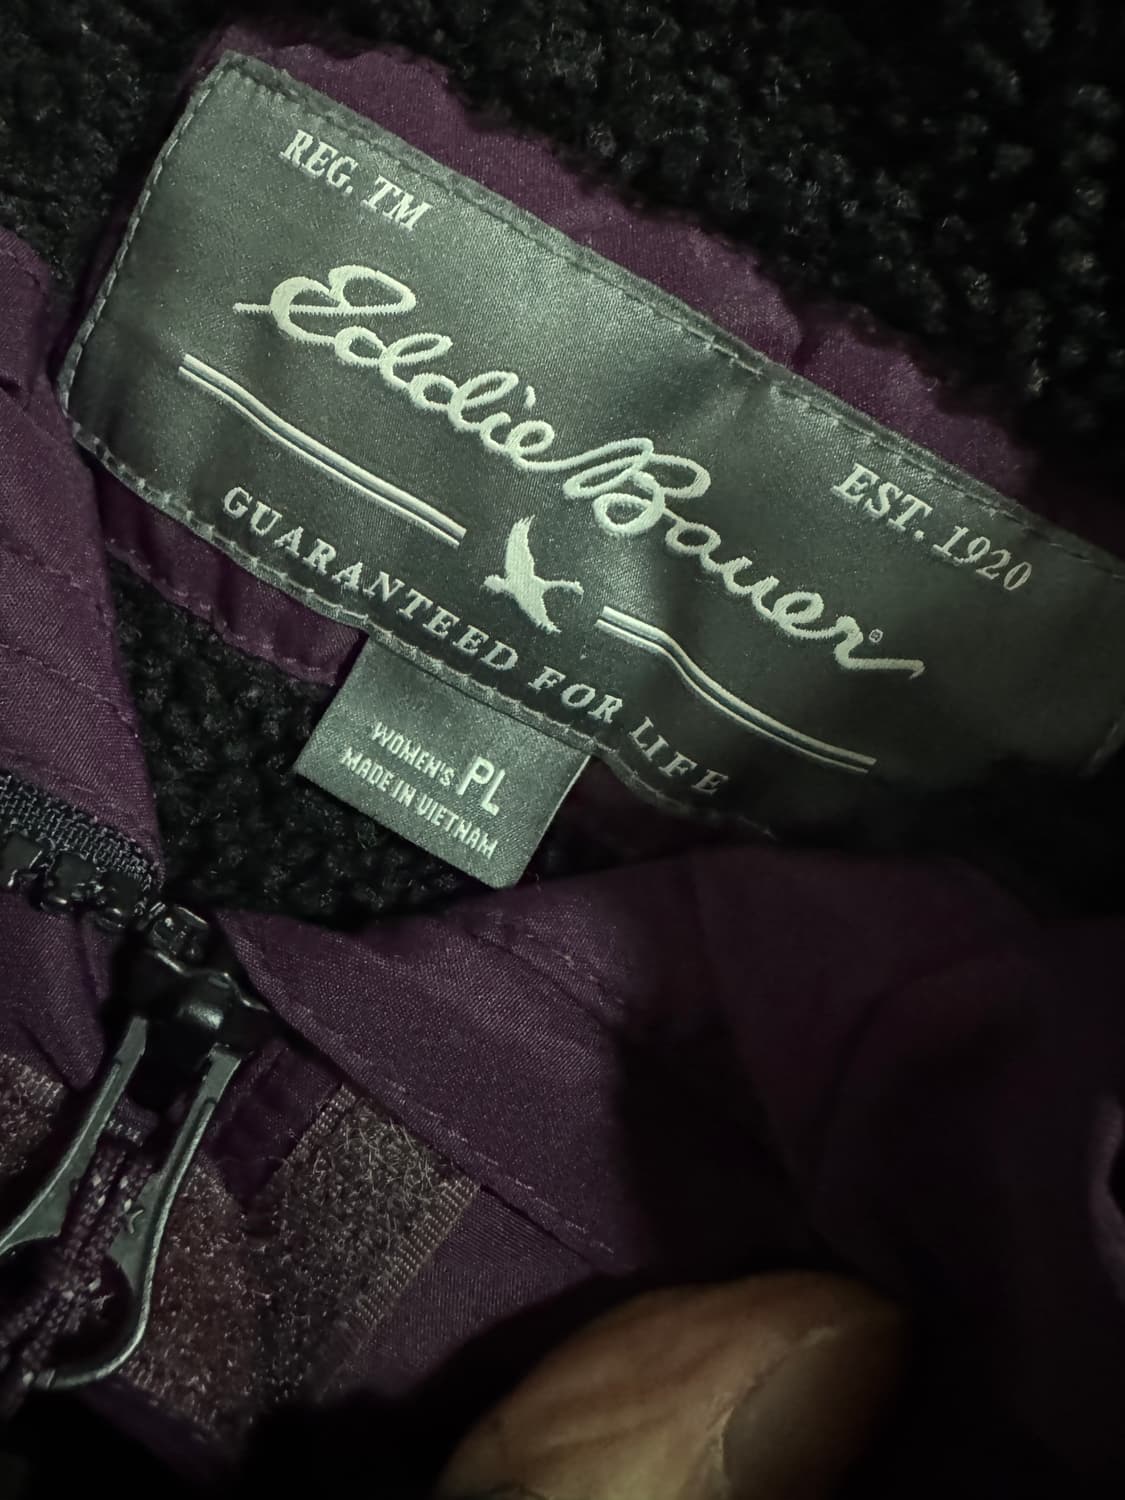 REG. TM
Eddie Bauer®
EST. 1920
GUARANTEED FOR LIFE
WOMEN'S PL
MADE IN VIETNAM